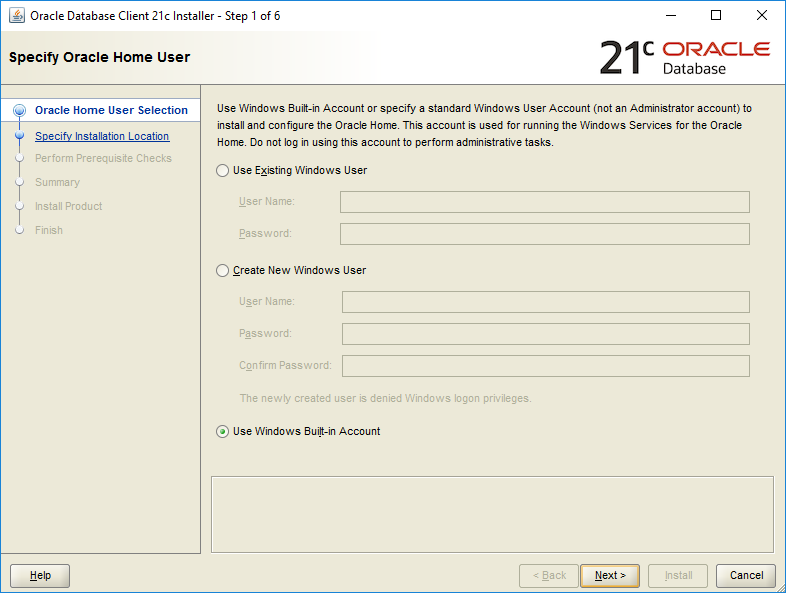 Oracle Database Client 21c Installer - Step 1 of 6
Specify Oracle Home User
21c ORACLE
Database
Oracle Home User Selection
Specify Installation Location
Perform Prerequisite Checks
Summary
Install Product
Finish
Use Windows Built-in Account or specify a standard Windows User Account (not an Administrator account) to
install and configure the Oracle Home. This account is used for running the Windows Services for the Oracle
Home. Do not log in using this account to perform administrative tasks.
Use Existing Windows User
User Name:
Password:
Create New Windows User
User Name:
Password:
Confirm Password:
The newly created user is denied Windows logon privileges.
Use Windows Built-in Account
Help
< Back
Next >
Install
Cancel